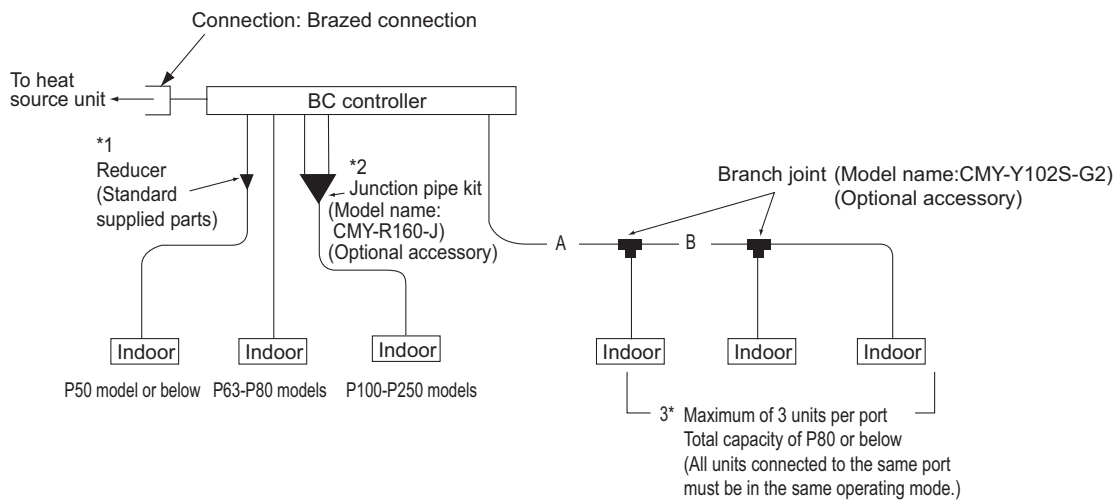 Connection: Brazed connection
To heat
source unit
BC controller
*1
Reducer
(Standard
supplied parts)
*2
Junction pipe kit
(Model name:
CMY-R160-J)
(Optional accessory)
Branch joint (Model name:CMY-Y102S-G2)
(Optional accessory)
A
B
Indoor
Indoor
Indoor
Indoor
Indoor
Indoor
P50 model or below
P63-P80 models
P100-P250 models
3* Maximum of 3 units per port
Total capacity of P80 or below
(All units connected to the same port
must be in the same operating mode.)